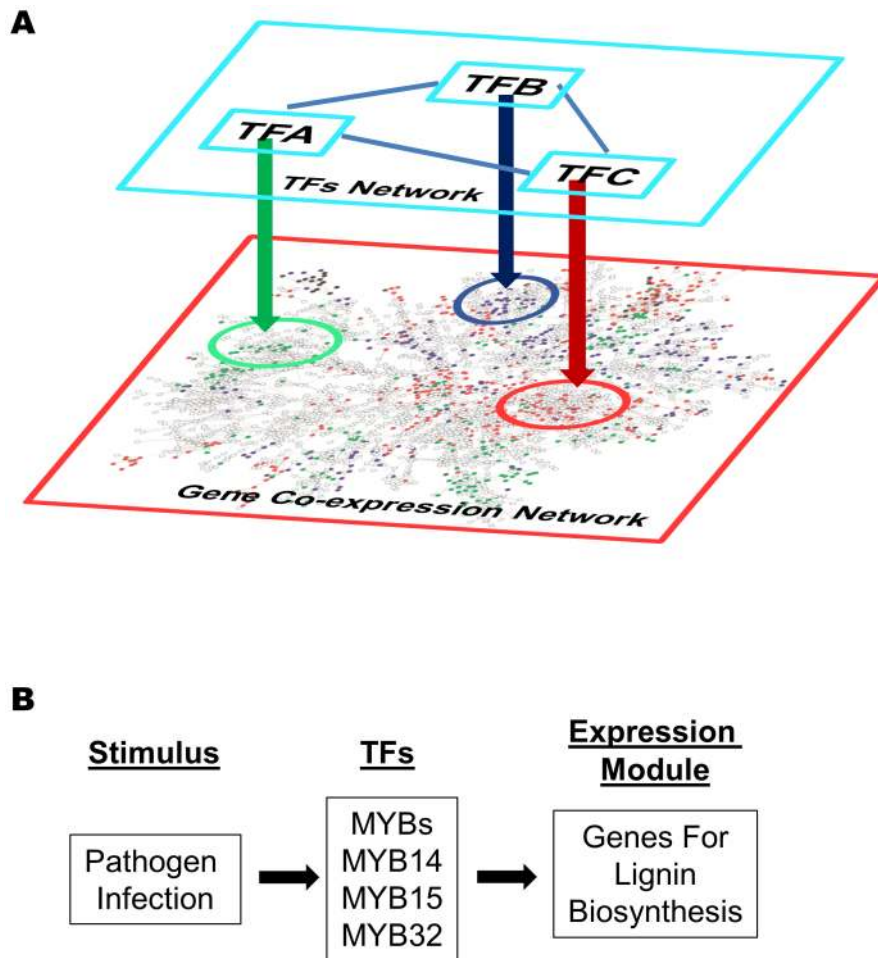 A
TFB
TFA
TFC
TFs Network
Gene Co-expression Network
B
Stimulus
TFs
Expression
Module
Pathogen
Infection
MYBs
MYB14
MYB15
MYB32
Genes For
Lignin
Biosynthesis